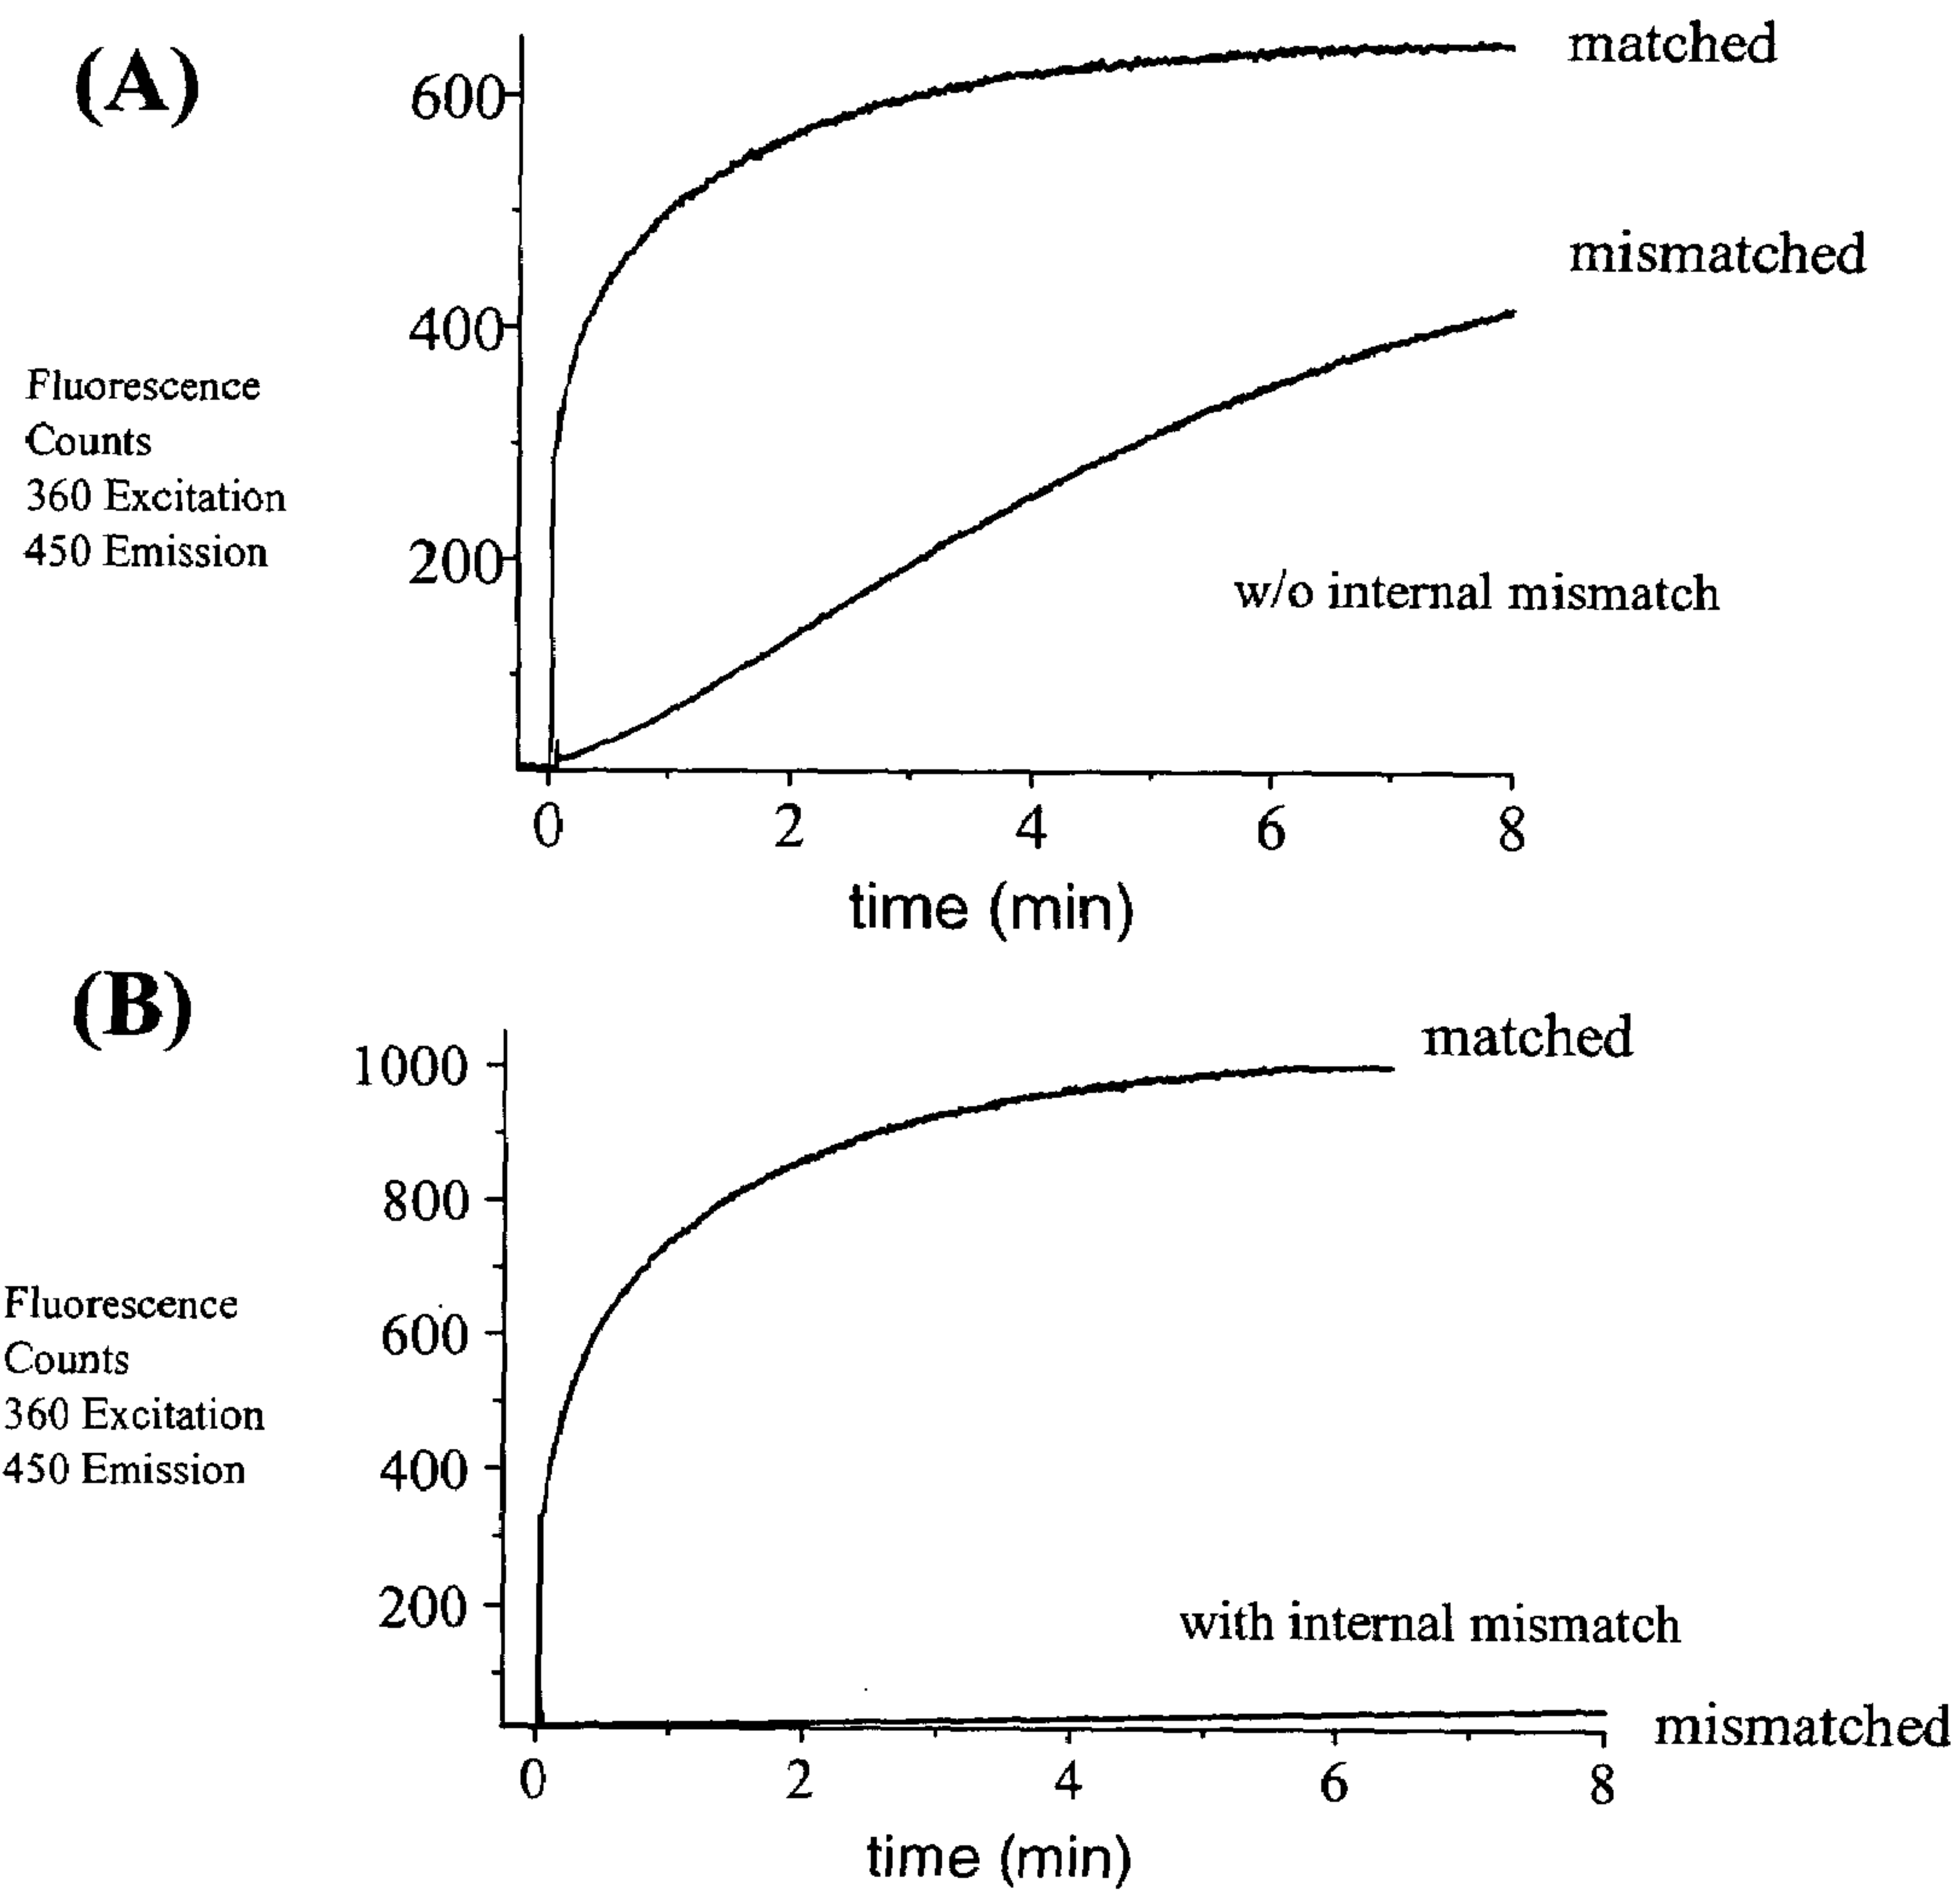 (A)
600
400
200
Fluorescence
Counts
360 Excitation
450 Emission
matched
mismatched
w/o internal mismatch
0 2 4 6 8
time (min)
(B)
1000
800
600
400
200
Fluorescence
Counts
360 Excitation
450 Emission
matched
with internal mismatch
mismatched
0 2 4 6 8
time (min)